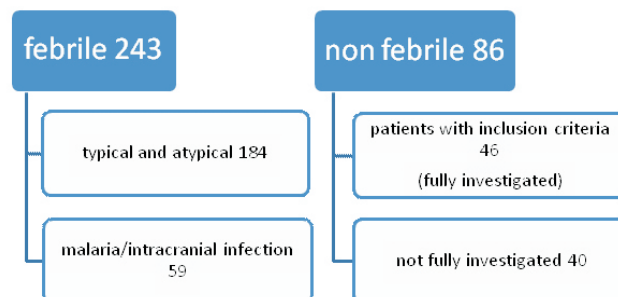 febrile 243
typical and atypical 184
malaria/intracranial infection
59
non febrile 86
patients with inclusion criteria
46
(fully investigated)
not fully investigated 40